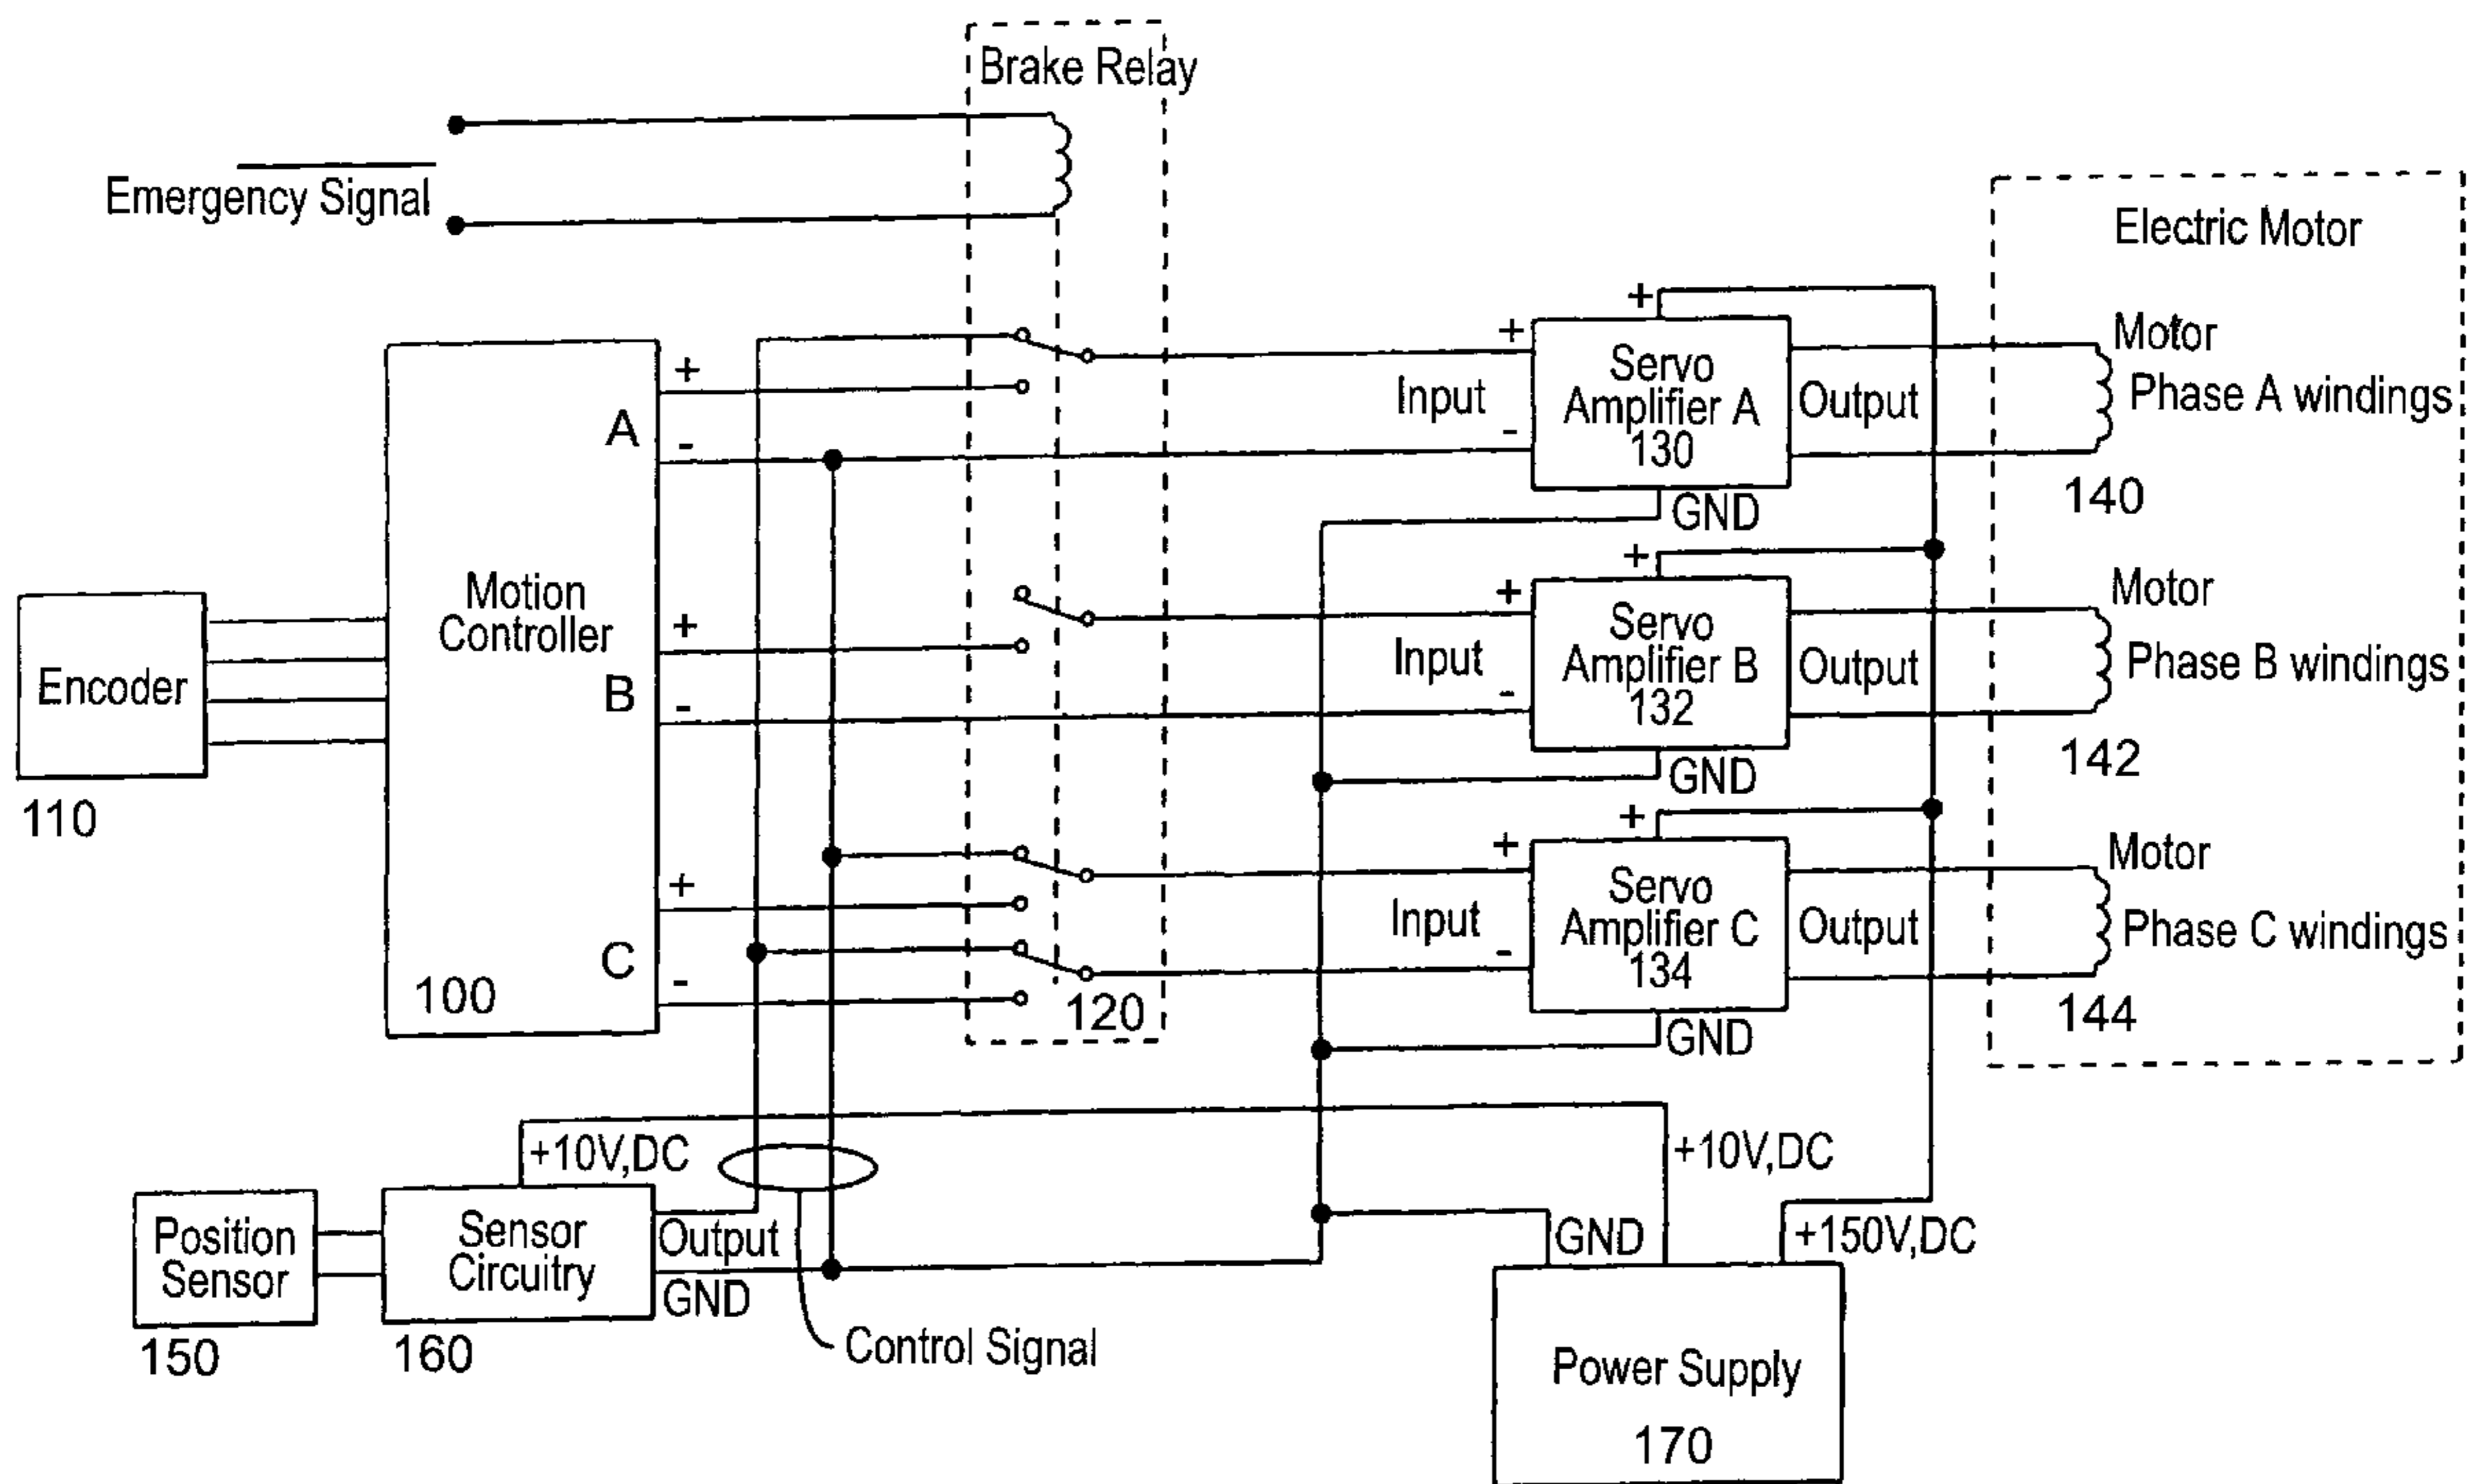 Brake Relay
Emergency Signal
Electric Motor
+
+
-
A
Input
+
+
-
Servo
Amplifier A
130
Output
GND
Motor
Phase A windings
140
Motion
Controller
100
+
B
-
Input
+
+
-
Servo
Amplifier B
132
Output
GND
Motor
Phase B windings
142
Encoder
110
+
C
-
120
Input
+
+
-
Servo
Amplifier C
134
Output
GND
Motor
Phase C windings
144
+10V,DC
Position
Sensor
150
Sensor
Circuitry
160
Output
GND
Control Signal
GND
+10V,DC
+150V,DC
Power Supply
170